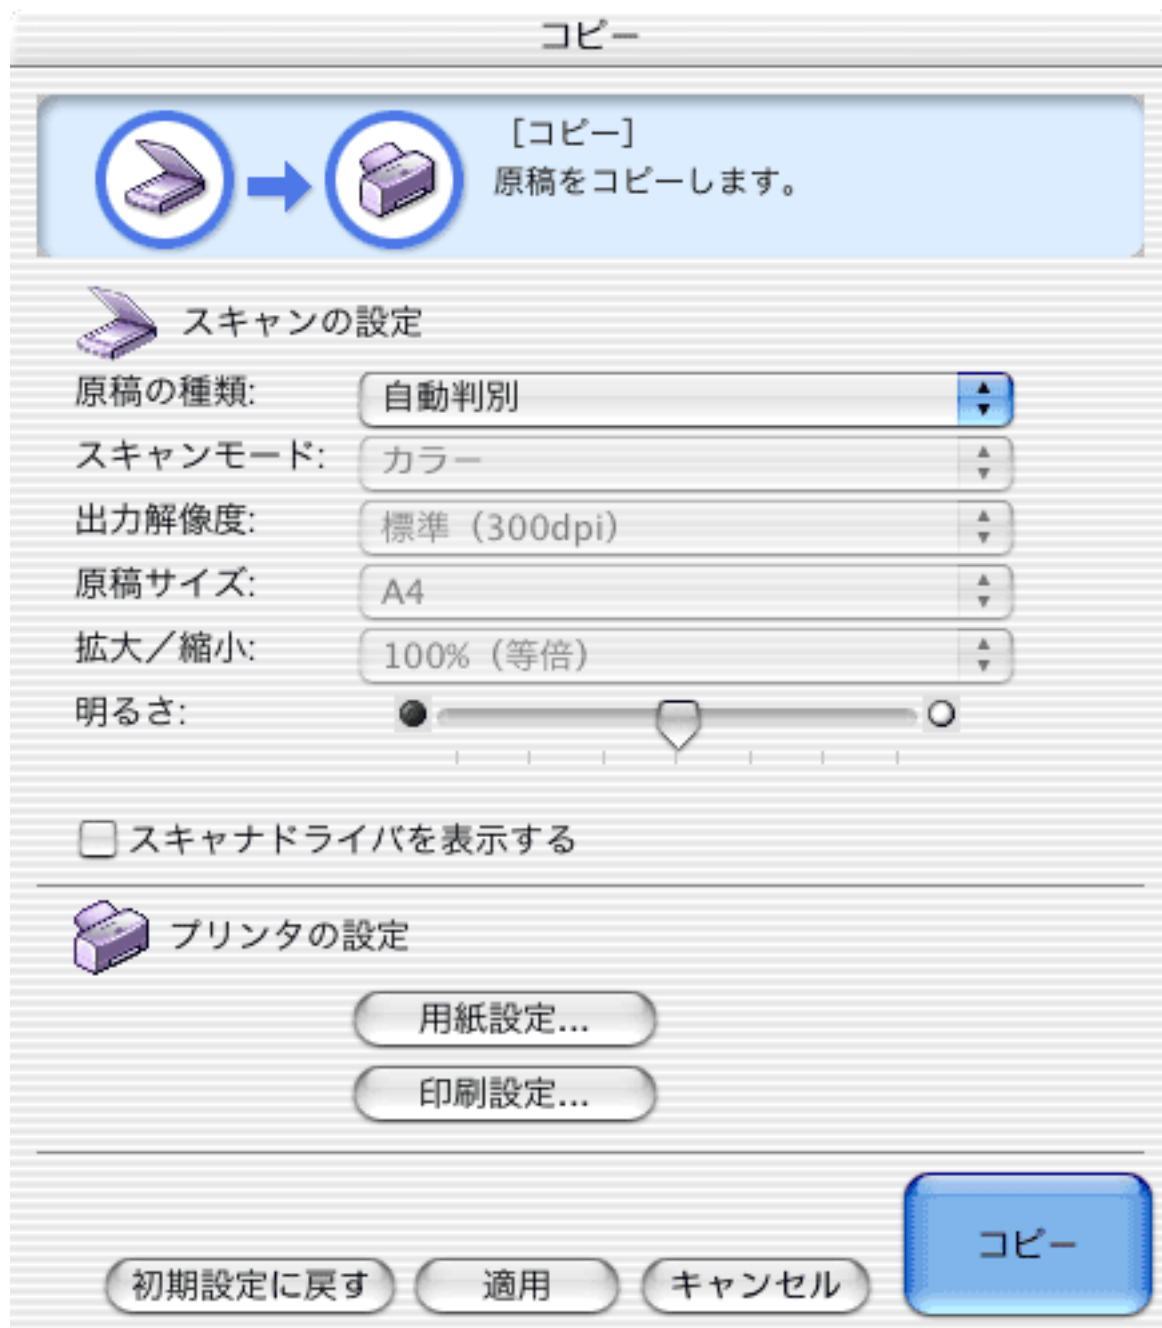 コピー
[コピー]
原稿をコピーします。
スキャンの設定
原稿の種類: 自動判別
スキャンモード: カラー
出力解像度: 標準（300dpi）
原稿サイズ: A4
拡大／縮小: 100%（等倍）
明るさ:
スキャナドライバを表示する
プリンタの設定
用紙設定...
印刷設定...
コピー
初期設定に戻す 適用 キャンセル